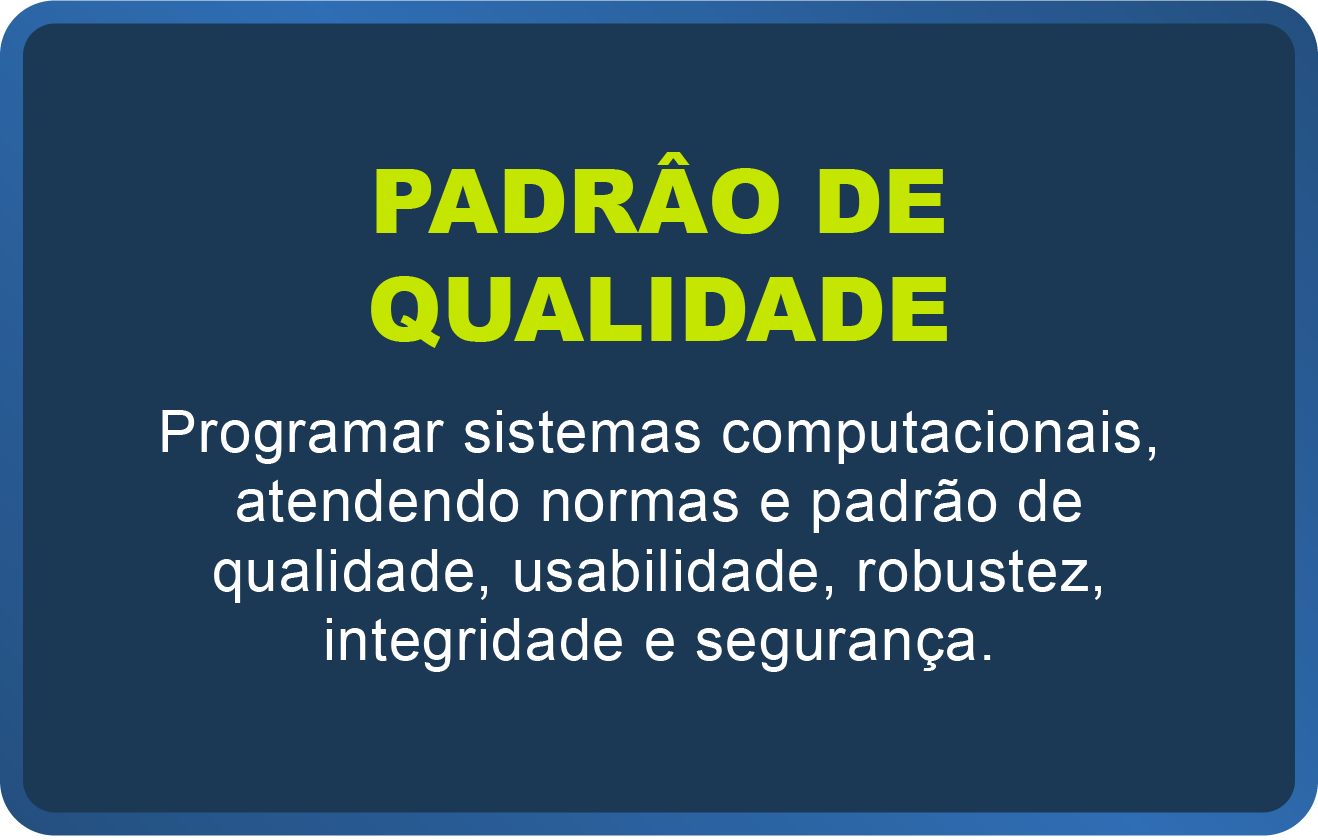 PADRÂO DE
QUALIDADE
Programar sistemas computacionais,
atendendo normas e padrão de
qualidade, usabilidade, robustez,
integridade e segurança.